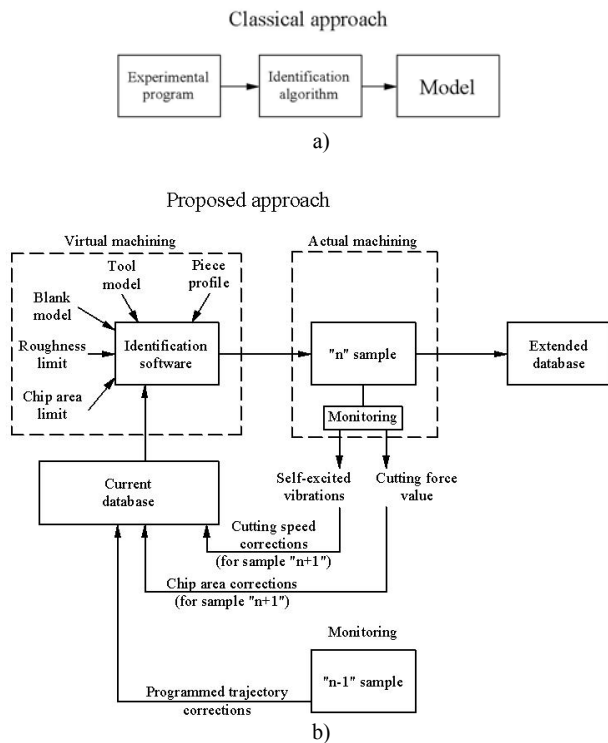 Classical approach
Experimental
program
Identification
algorithm
Model
a)
Proposed approach
Virtual machining
Actual machining
Tool
model
Piece
profile
Blank
model
Roughness
limit
Chip area
limit
Identification
software
"n" sample
Extended
database
Monitoring
Current
database
Self-excited
vibrations
Cutting force
value
Cutting speed
corrections
(for sample "n+1")
Chip area corrections
(for sample "n+1")
Monitoring
"n-1" sample
Programmed trajectory
corrections
b)